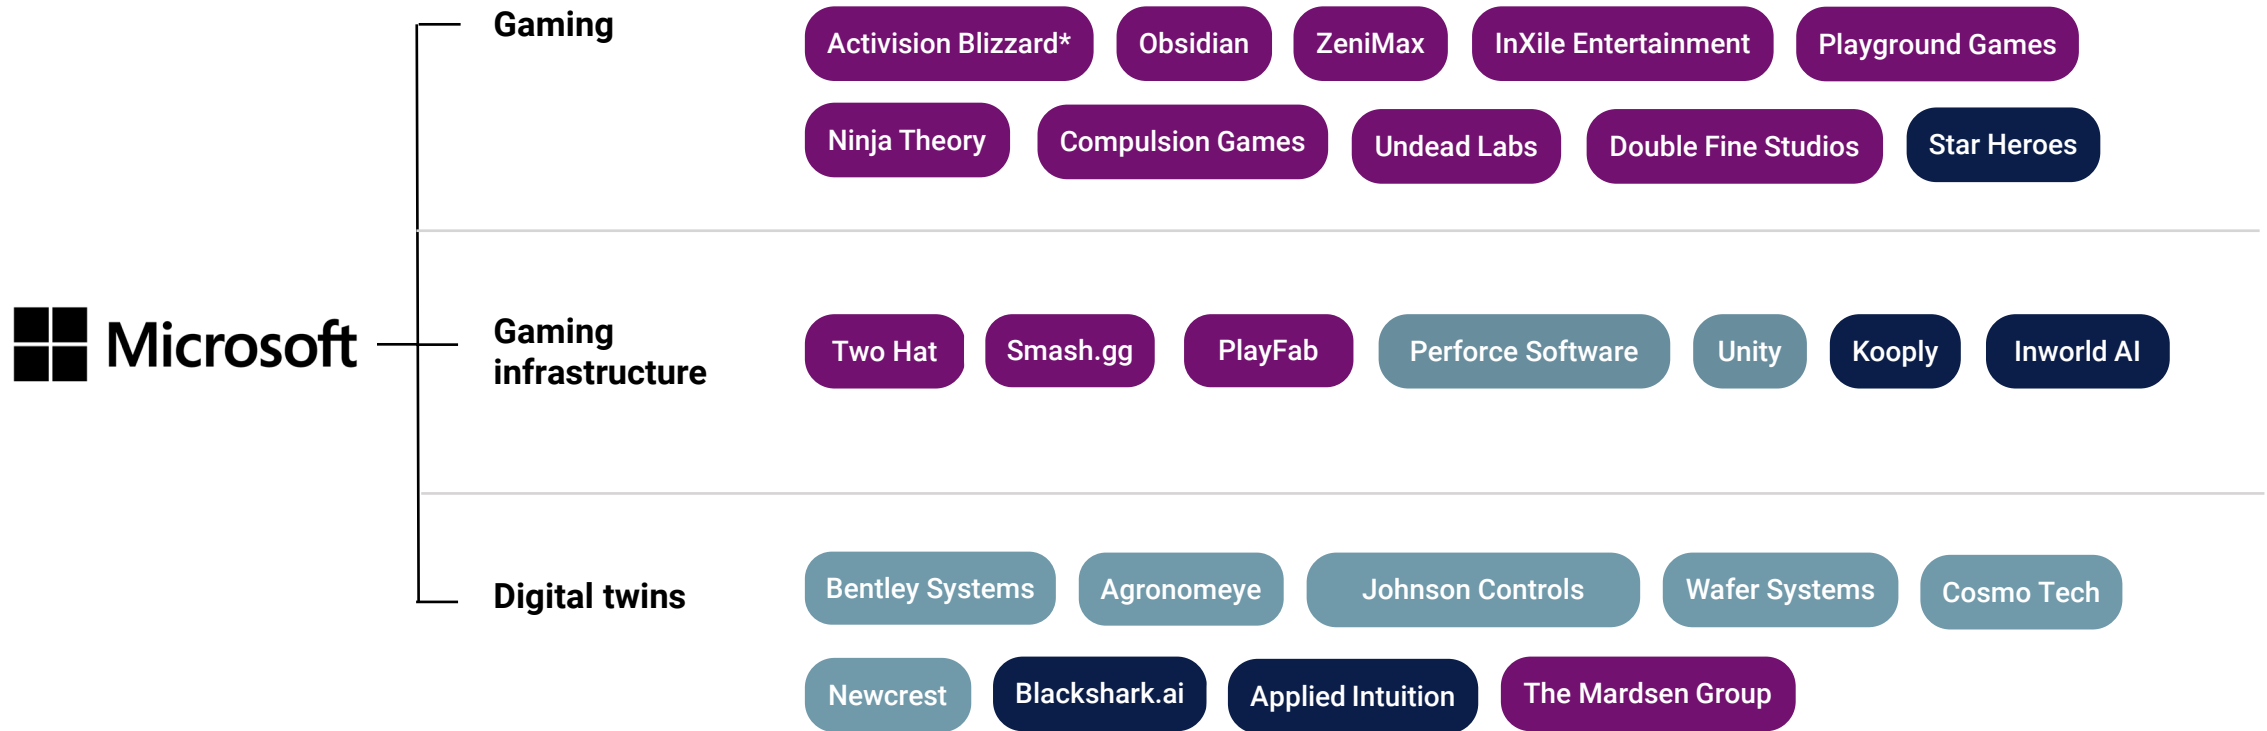 Gaming
Activision Blizzard* Obsidian ZeniMax InXile Entertainment Playground Games
Ninja Theory Compulsion Games Undead Labs Double Fine Studios Star Heroes
Microsoft
Gaming
infrastructure
Two Hat Smash.gg PlayFab Perforce Software Unity Kooply Inworld AI
Digital twins
Bentley Systems Agronomeye Johnson Controls Wafer Systems Cosmo Tech
Newcrest Blackshark.ai Applied Intuition The Mardsen Group